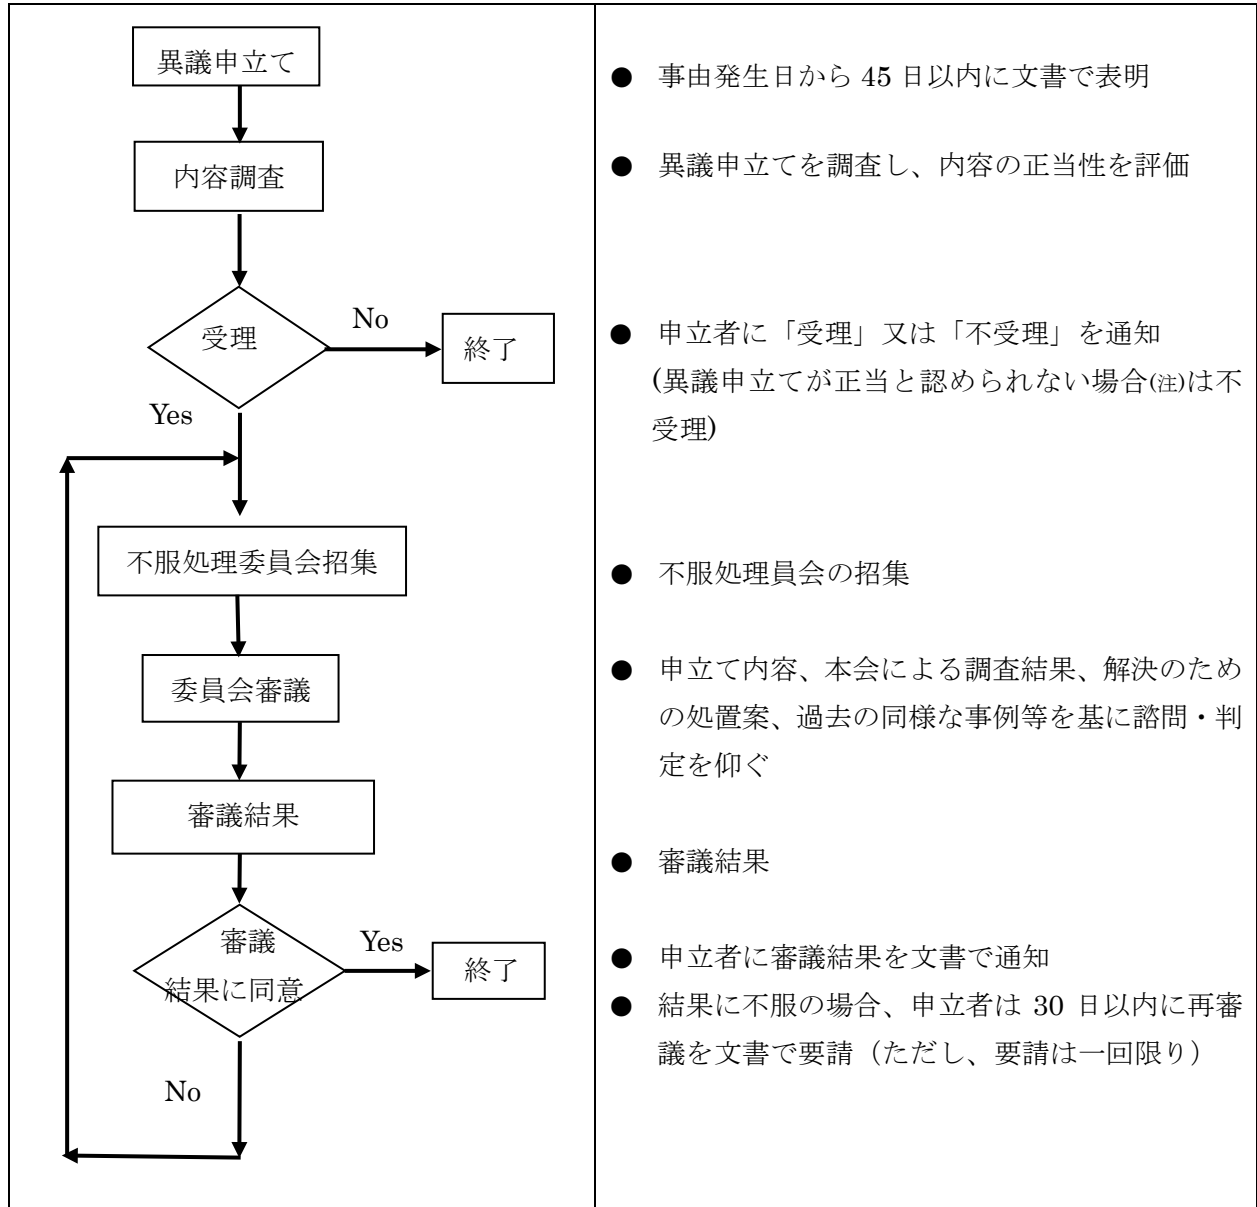 異議申立て
内容調査
受理
No
終了
Yes
不服処理委員会招集
委員会審議
審議結果
審議
結果に同意
Yes
終了
No
● 事由発生日から 45 日以内に文書で表明
● 異議申立てを調査し、内容の正当性を評価
● 申立者に「受理」又は「不受理」を通知
(異議申立てが正当と認められない場合(注)は不
受理)
● 不服処理員会の招集
● 申立て内容、本会による調査結果、解決のため
の処置案、過去の同様な事例等を基に諮問・判
定を仰ぐ
● 審議結果
● 申立者に審議結果を文書で通知
● 結果に不服の場合、申立者は 30 日以内に再審
議を文書で要請（ただし、要請は一回限り）